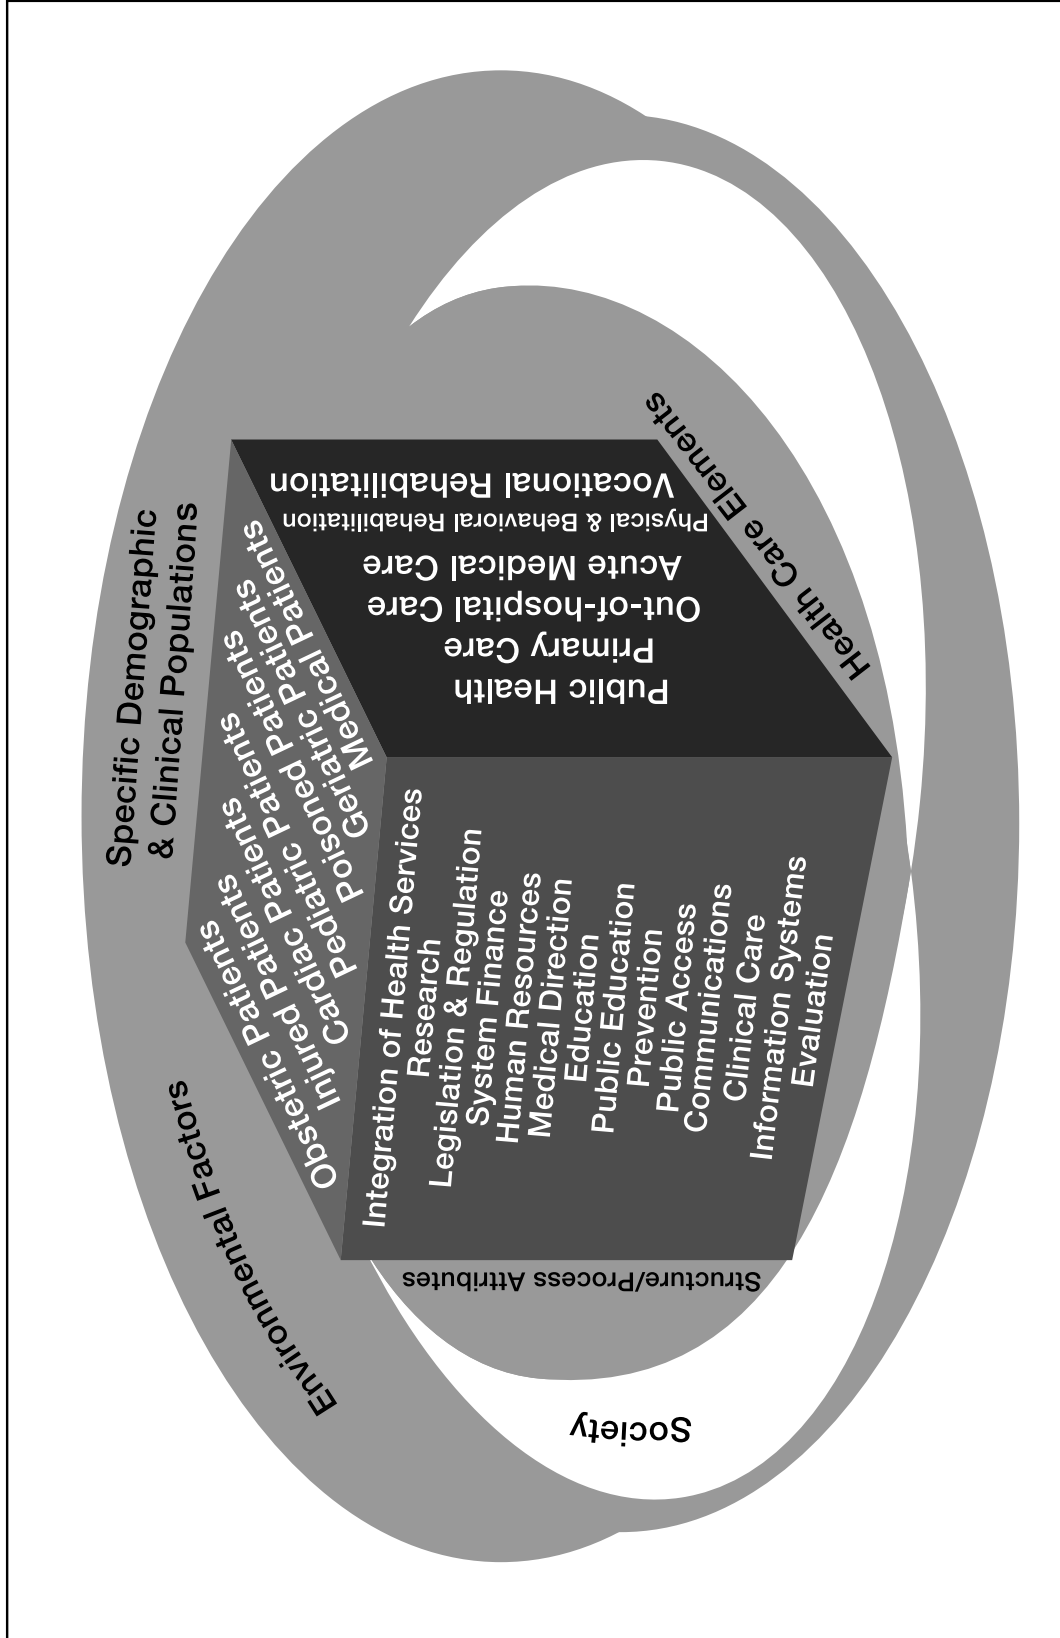 Specific Demographic
& Clinical Populations
Environmental Factors
Obstetric Patients
Injured Patients
Cardiac Patients
Pediatric Patients
Poisoned Patients
Geriatric Patients
Medical Patients
Integration of Health Services
Research
Legislation & Regulation
System Finance
Human Resources
Medical Direction
Education
Public Education
Prevention
Public Access
Communications
Clinical Care
Information Systems
Evaluation
Public Health
Primary Care
Out-of-hospital Care
Acute Medical Care
Physical & Behavioral Rehabilitation
Vocational Rehabilitation
Health Care Elements
Structure/Process Attributes
Society